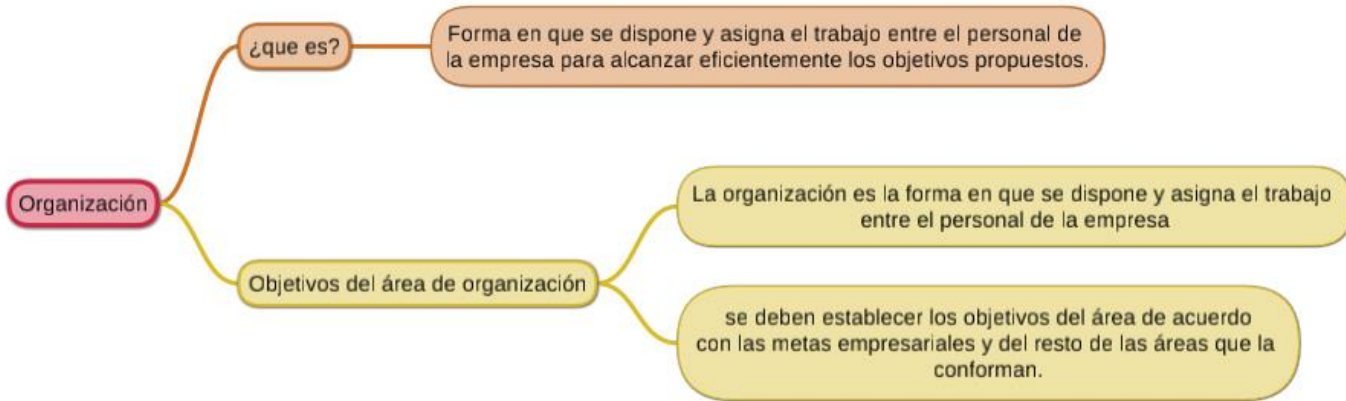 ¿que es?
Forma en que se dispone y asigna el trabajo entre el personal de
la empresa para alcanzar eficientemente los objetivos propuestos.
Organización
Objetivos del área de organización
La organización es la forma en que se dispone y asigna el trabajo
entre el personal de la empresa
se deben establecer los objetivos del área de acuerdo
con las metas empresariales y del resto de las áreas que la
conforman.